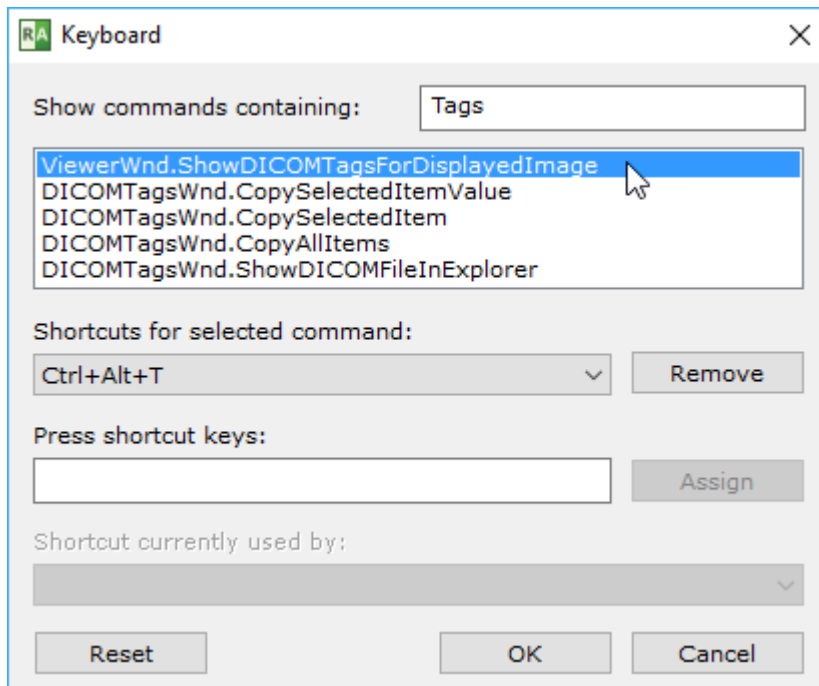 RA Keyboard
Show commands containing: Tags
ViewerWnd.ShowDICOMTagsForDisplayedImage
DICOMTagsWnd.CopySelectedItemValue
DICOMTagsWnd.CopySelectedItem
DICOMTagsWnd.CopyAllItems
DICOMTagsWnd.ShowDICOMFileInExplorer
Shortcuts for selected command:
Ctrl+Alt+T Remove
Press shortcut keys:
Assign
Shortcut currently used by:
Reset OK Cancel